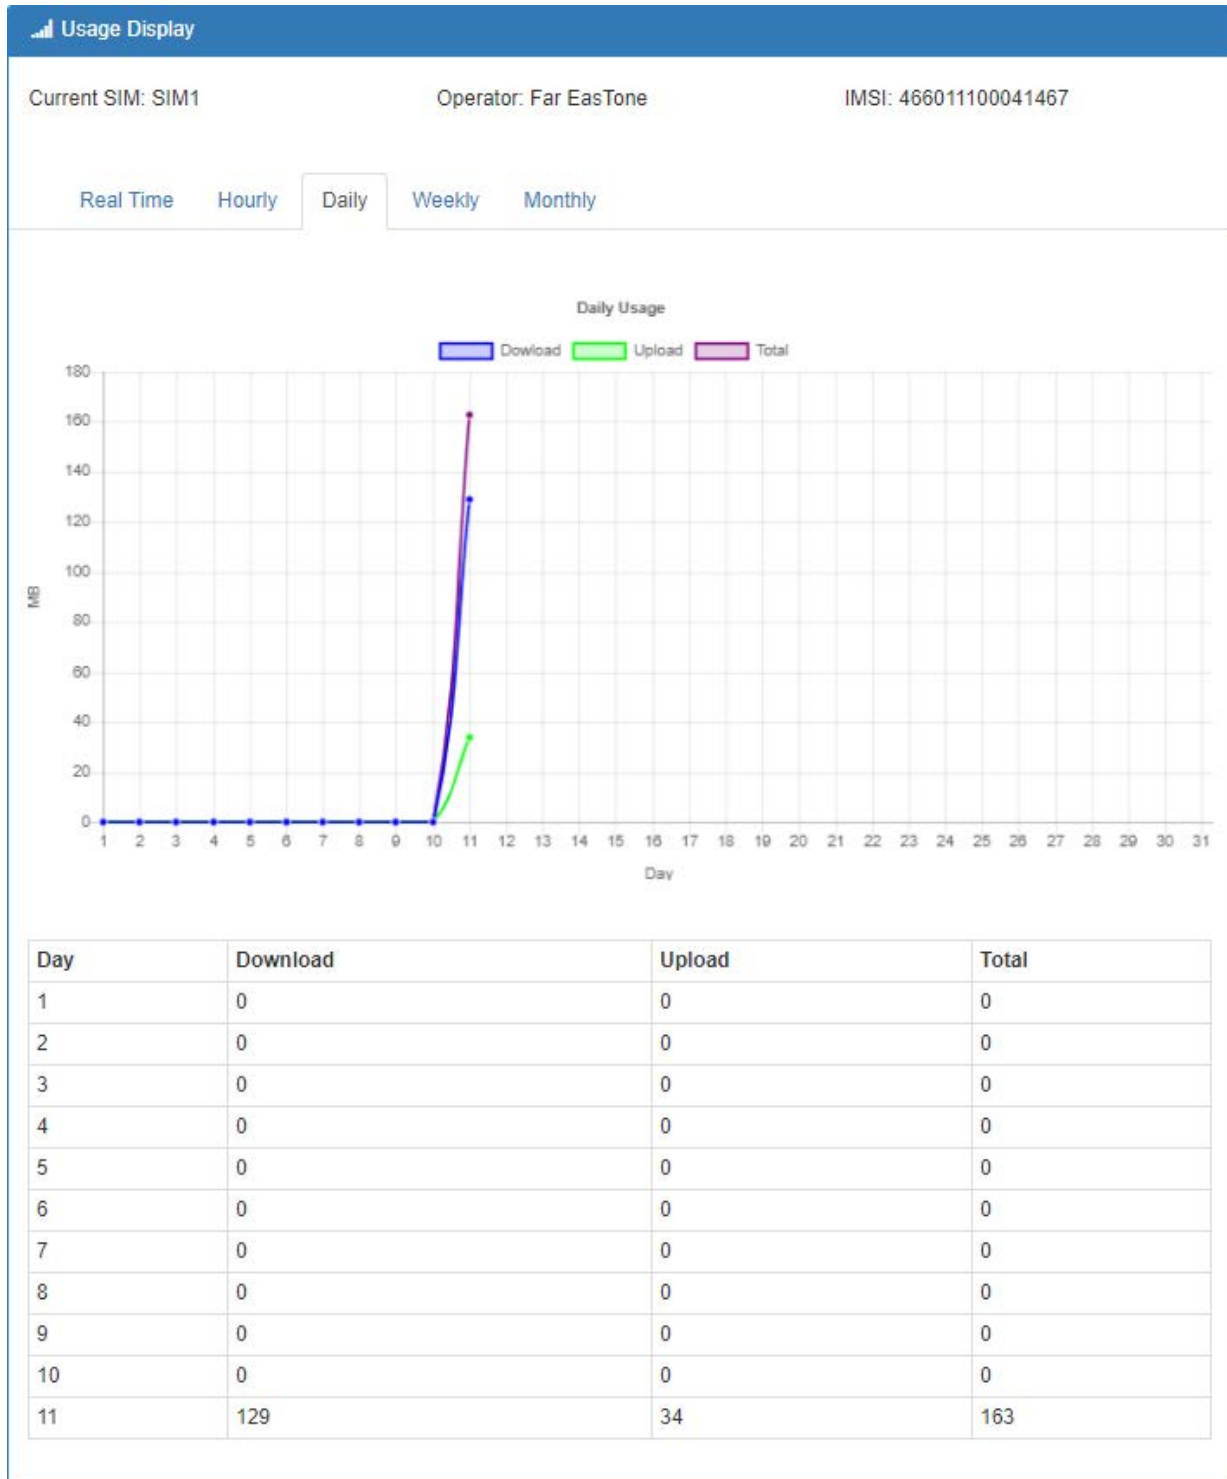 Usage Display
Current SIM: SIM1 Operator: Far EasTone IMSI: 466011100041467
Real Time Hourly Daily Weekly Monthly
Daily Usage
Dowload Upload Total
180
160
140
120
100
80
60
40
20
0
MB
1 2 3 4 5 6 7 8 9 10 11 12 13 14 15 16 17 18 19 20 21 22 23 24 25 26 27 28 29 30 31
Day
Day Download Upload Total
1 0 0 0
2 0 0 0
3 0 0 0
4 0 0 0
5 0 0 0
6 0 0 0
7 0 0 0
8 0 0 0
9 0 0 0
10 0 0 0
11 129 34 163